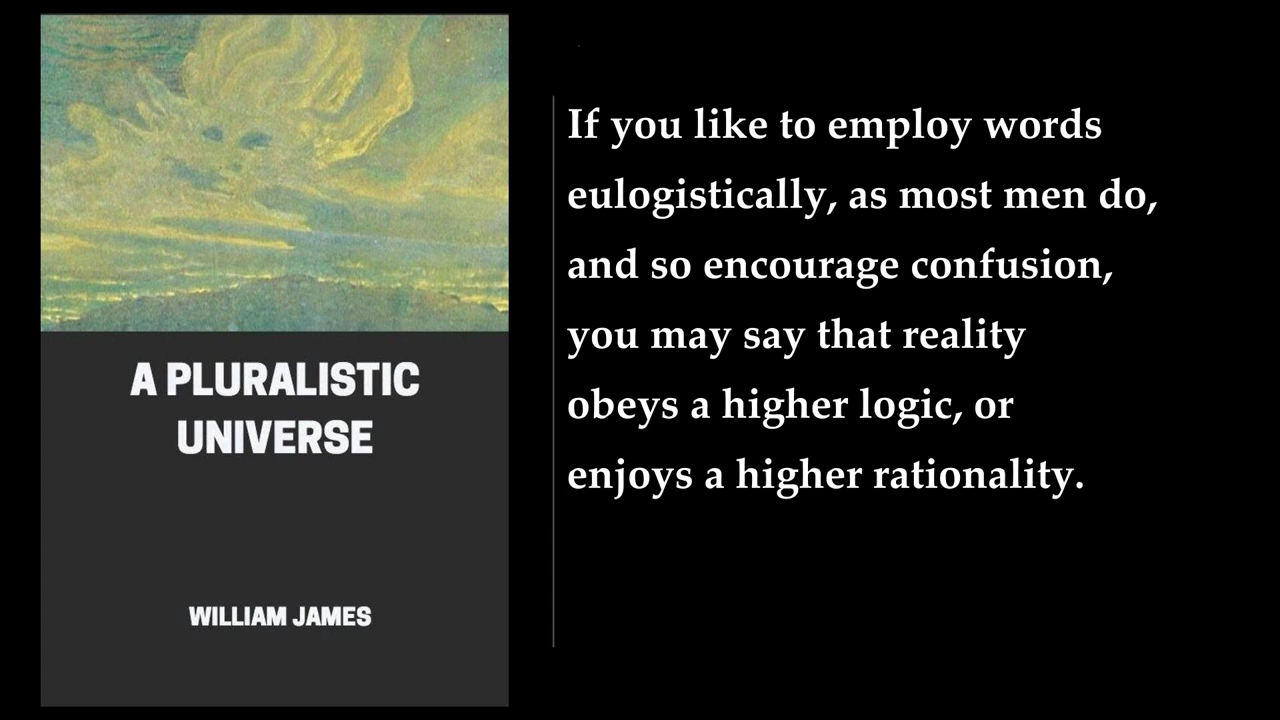 A PLURALISTIC
UNIVERSE
WILLIAM JAMES
If you like to employ words
eulogistically, as most men do,
and so encourage confusion,
you may say that reality
obeys a higher logic, or
enjoys a higher rationality.